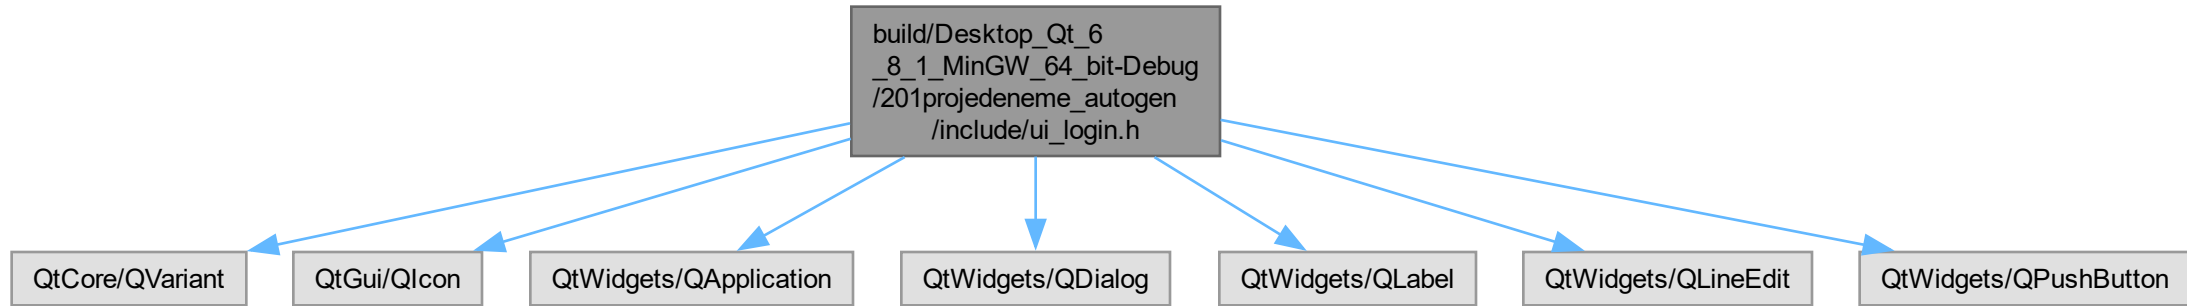 build/Desktop_Qt_6
_8_1_MinGW_64_bit-Debug
/201projedeneme_autogen
/include/ui_login.h
QtCore/QVariant
QtGui/QIcon
QtWidgets/QApplication
QtWidgets/QDialog
QtWidgets/QLabel
QtWidgets/QLineEdit
QtWidgets/QPushButton